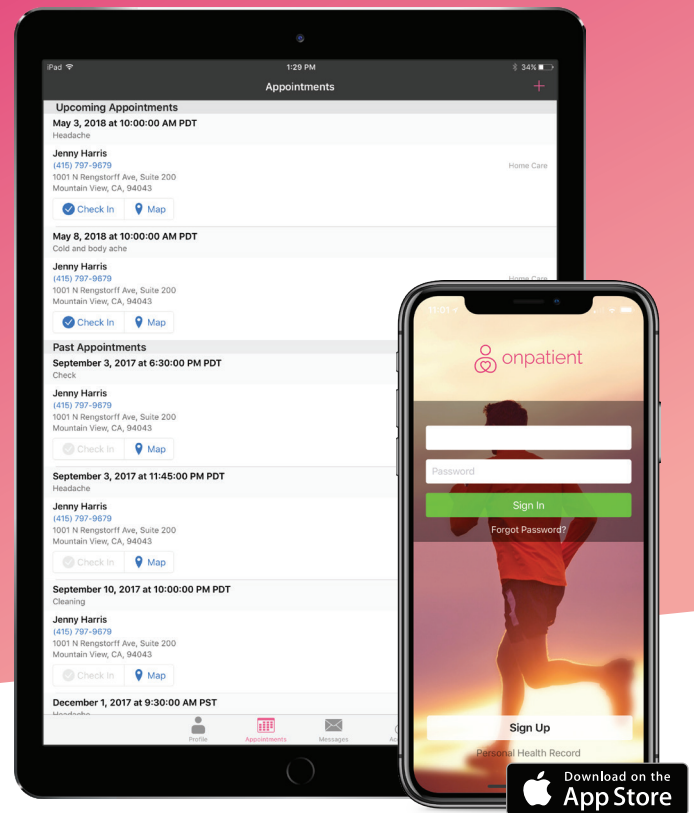 iPad
1:29 PM
34%
Appointments
+
Upcoming Appointments
May 3, 2018 at 10:00:00 AM PDT
Headache
Jenny Harris
(415) 797-9679
Home Care
1001 N Rengstorff Ave, Suite 200
Mountain View, CA, 94043
Check In
Map
May 8, 2018 at 10:00:00 AM PDT
Cold and body ache
Jenny Harris
(415) 797-9679
Home Care
1001 N Rengstorff Ave, Suite 200
Mountain View, CA, 94043
Check In
Map
Past Appointments
September 3, 2017 at 6:30:00 PM PDT
Check
Jenny Harris
(415) 797-9679
1001 N Rengstorff Ave, Suite 200
Mountain View, CA, 94043
Check In
Map
September 3, 2017 at 11:45:00 PM PDT
Headache
Jenny Harris
(415) 797-9679
1001 N Rengstorff Ave, Suite 200
Mountain View, CA, 94043
Check In
Map
September 10, 2017 at 10:00:00 PM PDT
Cleaning
Jenny Harris
(415) 797-9679
1001 N Rengstorff Ave, Suite 200
Mountain View, CA, 94043
Check In
Map
December 1, 2017 at 9:30:00 AM PST
Headache
Profile
Appointments
Messages
11:01
onpatient
Password
Sign In
Forgot Password?
Sign Up
Personal Health Record
Download on the
App Store